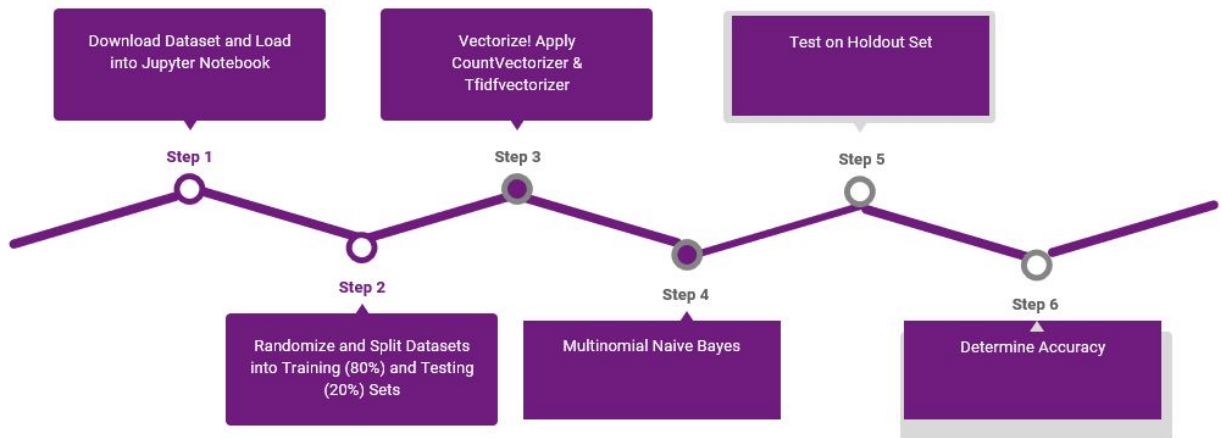 Download Dataset and Load
into Jupyter Notebook
Step 1
Step 2
Randomize and Split Datasets
into Training (80%) and Testing
(20%) Sets
Vectorize! Apply
CountVectorizer &
Tfidfvectorizer
Step 3
Step 4
Multinomial Naive Bayes
Test on Holdout Set
Step 5
Step 6
Determine Accuracy